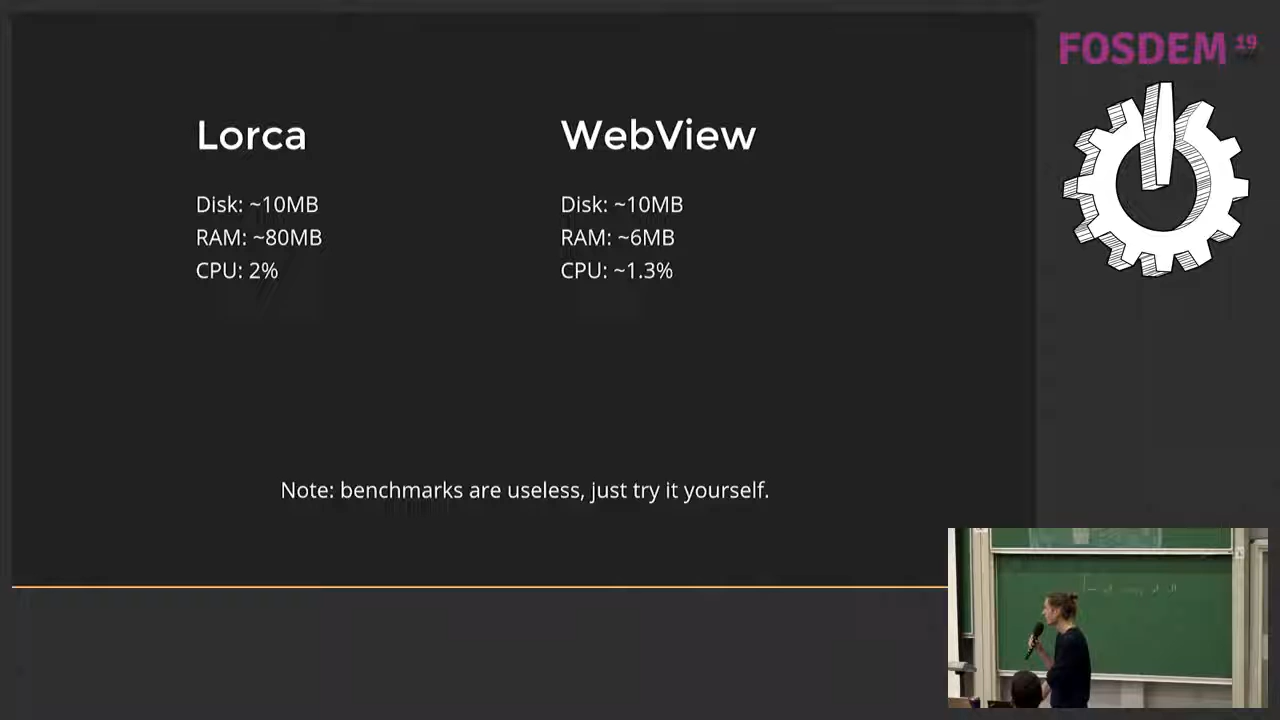 FOSDEM 19
Lorca
Disk: ~10MB
RAM: ~80MB
CPU: 2%
WebView
Disk: ~10MB
RAM: ~6MB
CPU: ~1.3%
Note: benchmarks are useless, just try it yourself.